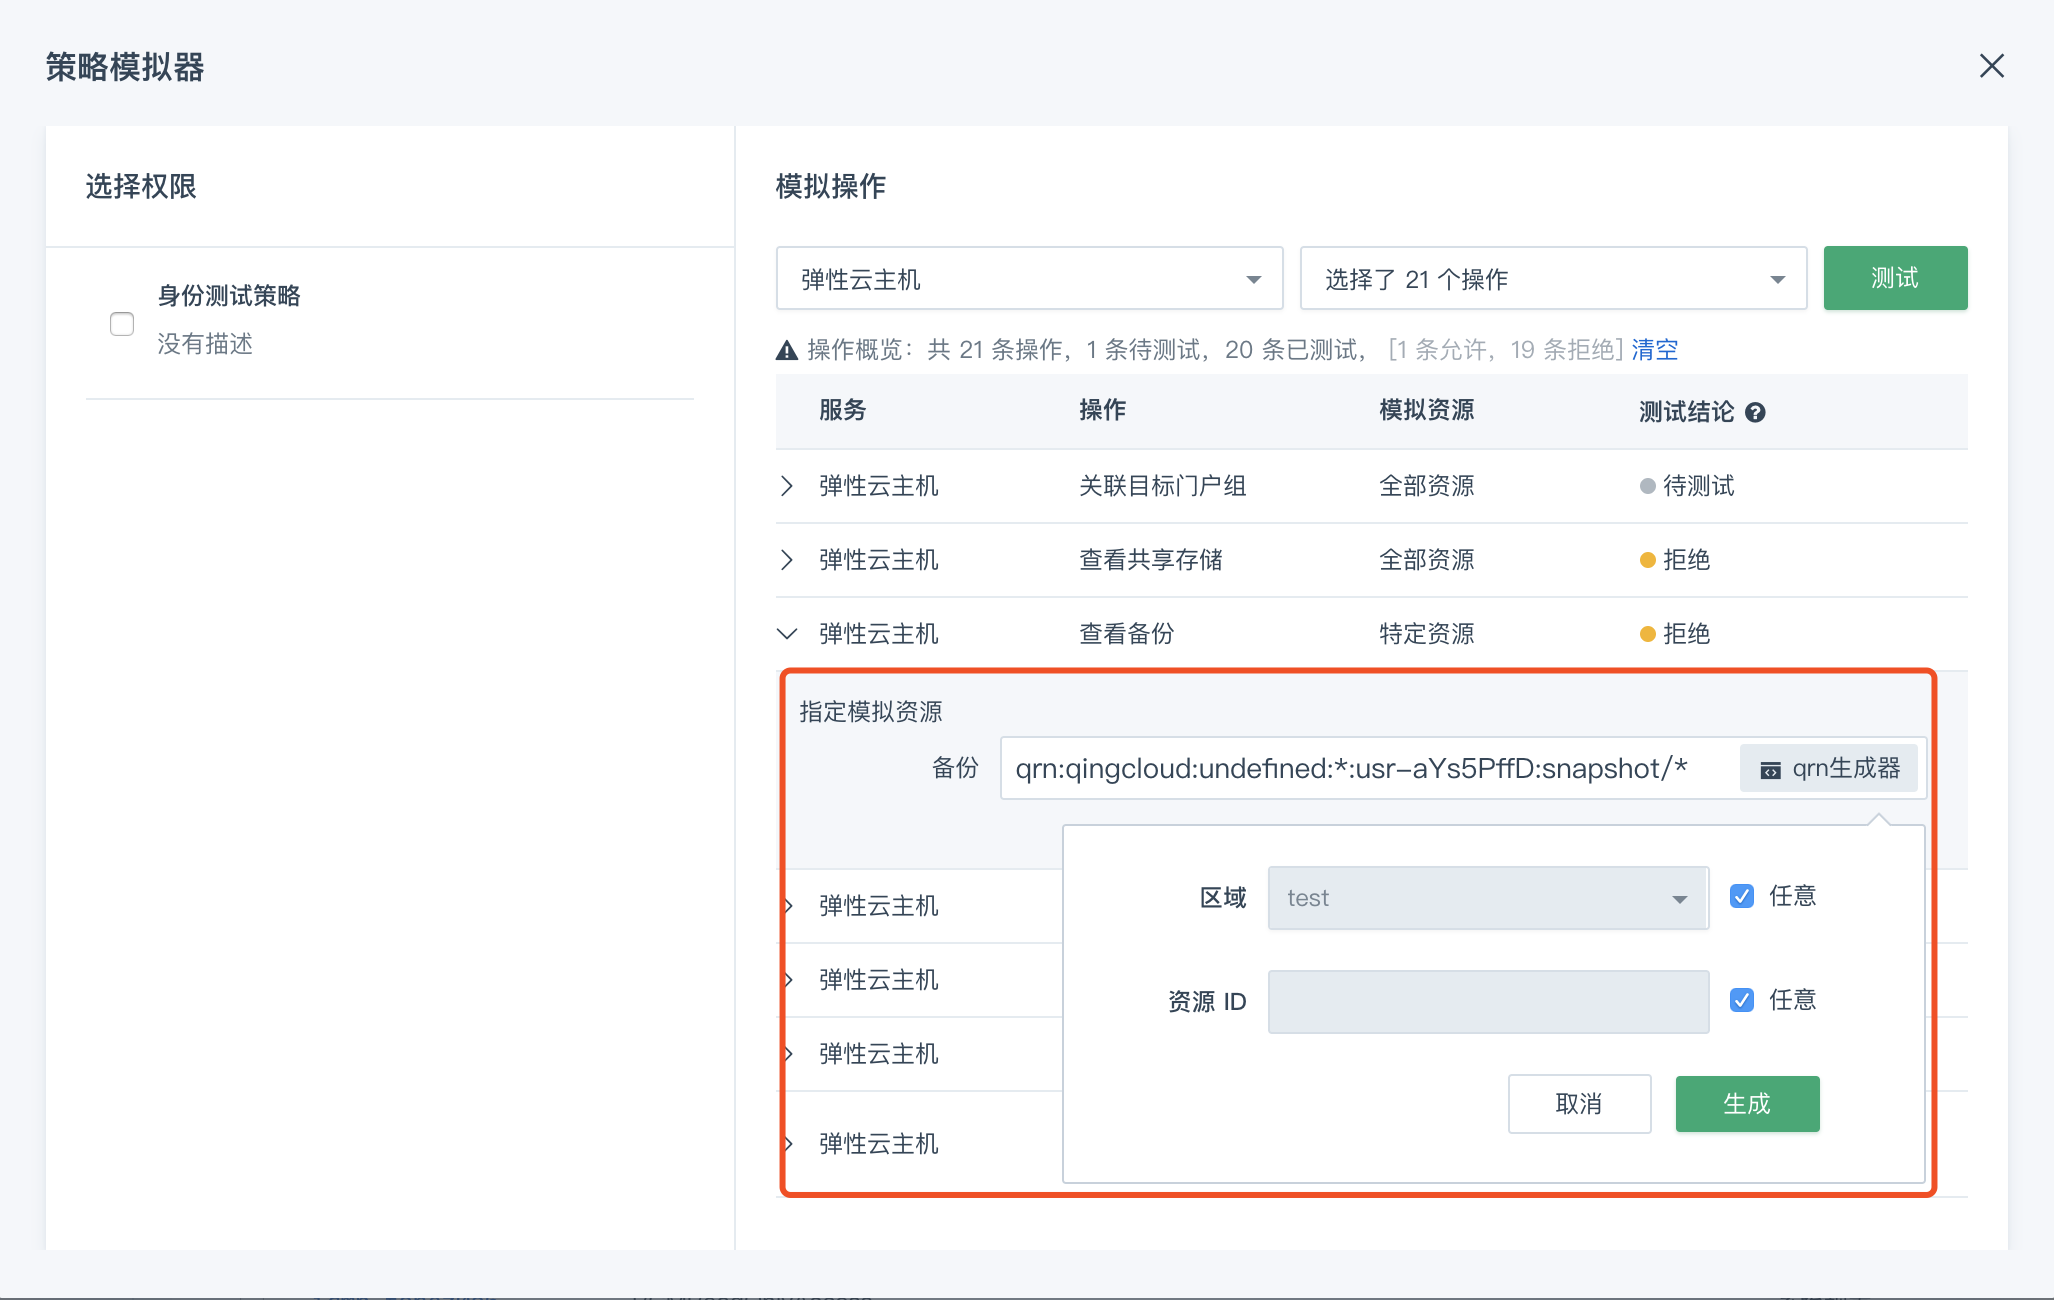 策略模拟器
选择权限
身份测试策略
没有描述
模拟操作
弹性云主机
选择了 21 个操作
测试
操作概览：共 21 条操作，1 条待测试，20 条已测试， [1 条允许，19 条拒绝] 清空
服务 操作 模拟资源 测试结论
弹性云主机 关联目标门户组 全部资源 待测试
弹性云主机 查看共享存储 全部资源 拒绝
弹性云主机 查看备份 特定资源 拒绝
指定模拟资源
备份 qrn:qingcloud:undefined:*:usr-aYs5PffD:snapshot/* qrn生成器
区域 test 任意
资源 ID 任意
取消 生成
弹性云主机
弹性云主机
弹性云主机
弹性云主机